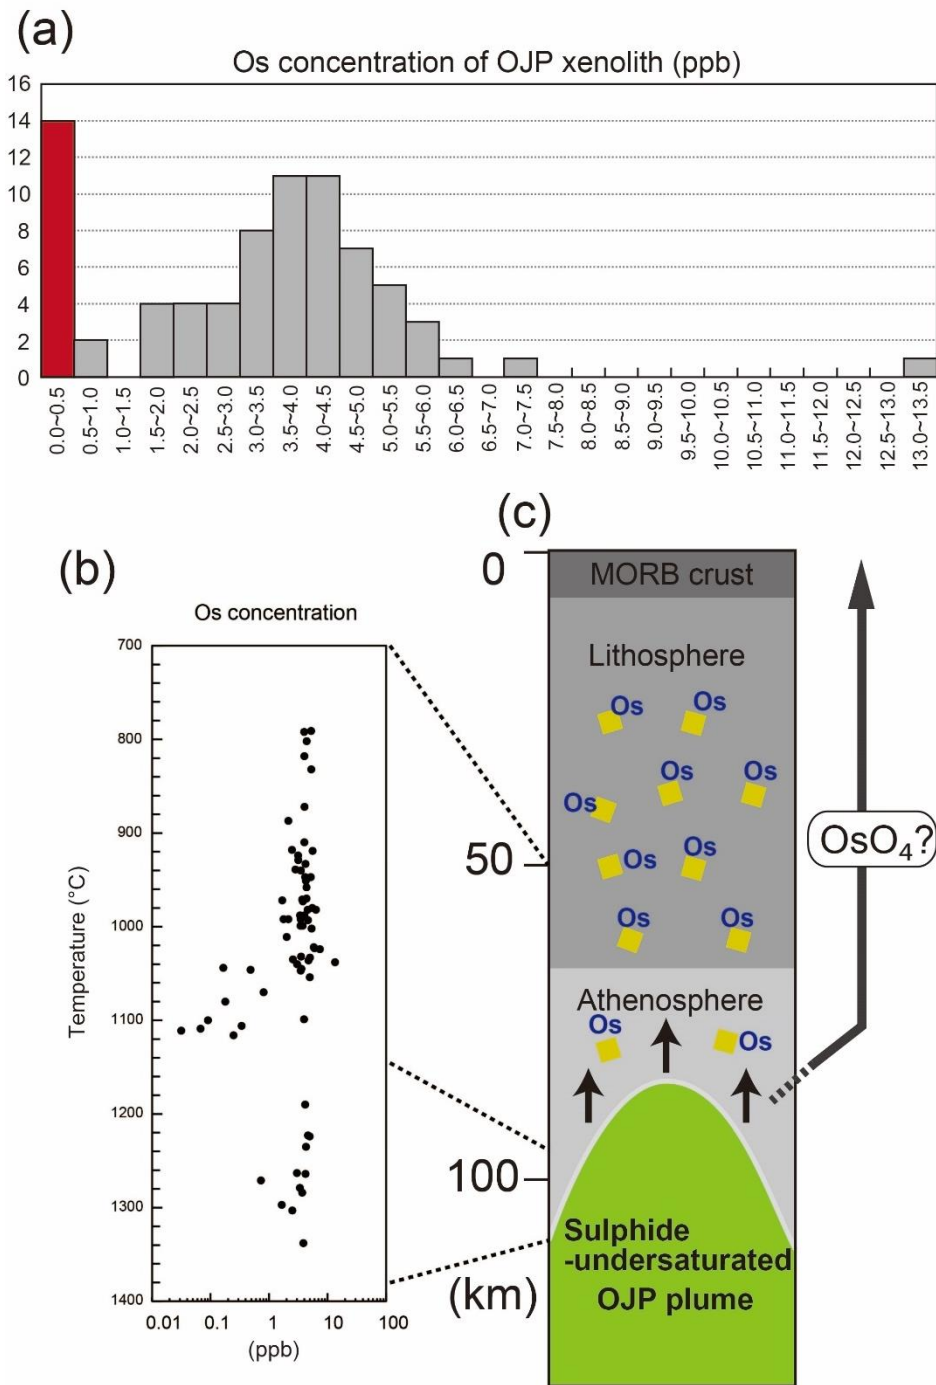 (a)
Os concentration of OJP xenolith (ppb)
16
14
12
10
8
6
4
2
0
0.0~0.5
0.5~1.0
1.0~1.5
1.5~2.0
2.0~2.5
2.5~3.0
3.0~3.5
3.5~4.0
4.0~4.5
4.5~5.0
5.0~5.5
5.5~6.0
6.0~6.5
6.5~7.0
7.0~7.5
7.5~8.0
8.0~8.5
8.5~9.0
9.0~9.5
9.5~10.0
10.0~10.5
10.5~11.0
11.0~11.5
11.5~12.0
12.0~12.5
12.5~13.0
13.0~13.5
(b)
Os concentration
700
800
900
1000
1100
1200
1300
1400
Temperature (°C)
0.01
0.1
1
10
100
(ppb)
(c)
0
50
100
(km)
MORB crust
Lithosphere
Os
Os
Os
Os
Os
Os
Os
Os
Os
Athenosphere
Os
Os
OsO4?
Sulphide
-undersaturated
OJP plume